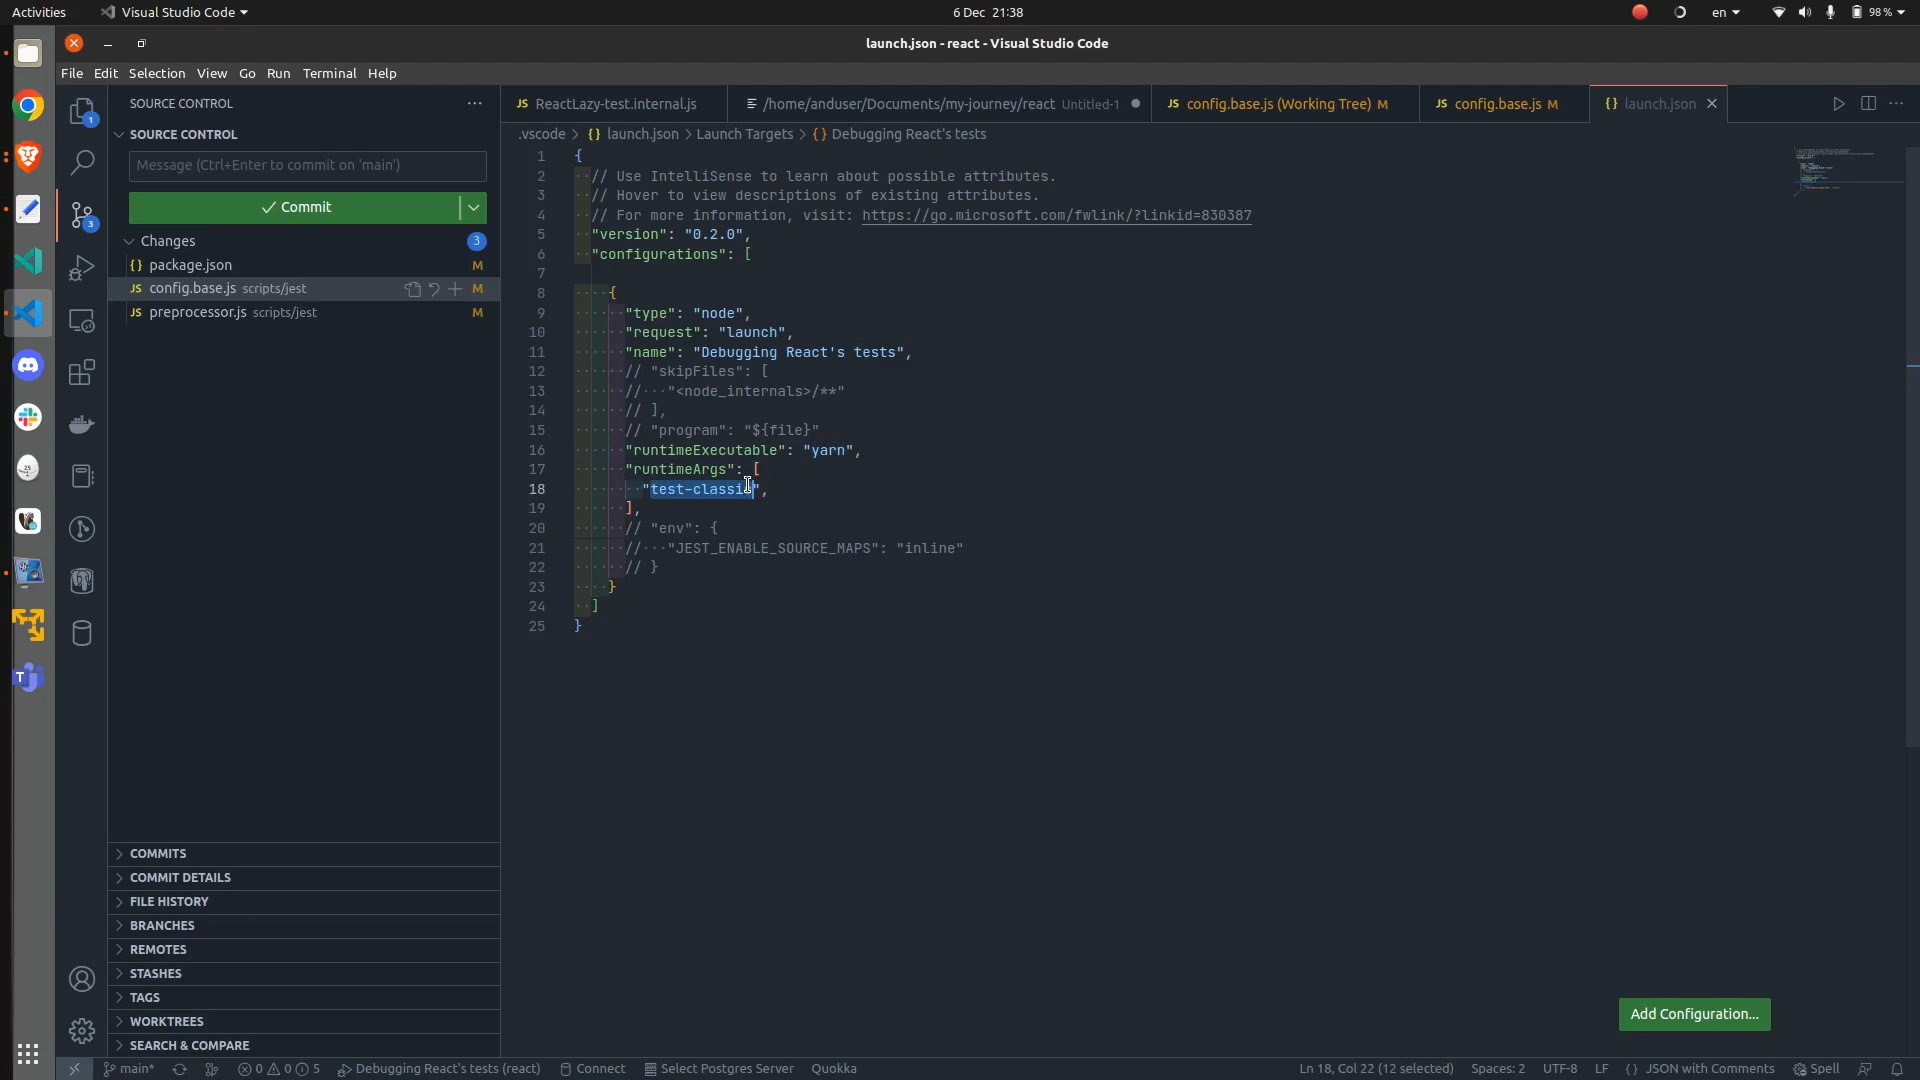 Activities
Visual Studio Code
6 Dec 21:38
en
98 %
launch.json - react - Visual Studio Code
File Edit Selection View Go Run Terminal Help
SOURCE CONTROL
SOURCE CONTROL
Message (Ctrl+Enter to commit on 'main')
Commit
Changes
3
{} package.json M
JS config.base.js scripts/jest M
JS preprocessor.js scripts/jest M
COMMITS
COMMIT DETAILS
FILE HISTORY
BRANCHES
REMOTES
STASHES
TAGS
WORKTREES
SEARCH & COMPARE
1
3
JS ReactLazy-test.internal.js
/home/anduser/Documents/my-journey/react Untitled-1
JS config.base.js (Working Tree) M
JS config.base.js M
{} launch.json
.vscode > {} launch.json > Launch Targets > {} Debugging React's tests
1 {
2 // Use IntelliSense to learn about possible attributes.
3 // Hover to view descriptions of existing attributes.
4 // For more information, visit: https://go.microsoft.com/fwlink/?linkid=830387
5 "version": "0.2.0",
6 "configurations": [
7
8 {
9 "type": "node",
10 "request": "launch",
11 "name": "Debugging React's tests",
12 // "skipFiles": [
13 // "<node_internals>/**"
14 // ],
15 // "program": "${file}"
16 "runtimeExecutable": "yarn",
17 "runtimeArgs": [
18 "test-classic",
19 ],
20 // "env": {
21 // "JEST_ENABLE_SOURCE_MAPS": "inline"
22 // }
23 }
24 ]
25 }
Add Configuration...
main*
0 0 5
Debugging React's tests (react)
Connect
Select Postgres Server
Quokka
Ln 18, Col 22 (12 selected)
Spaces: 2
UTF-8
LF
{} JSON with Comments
Spell